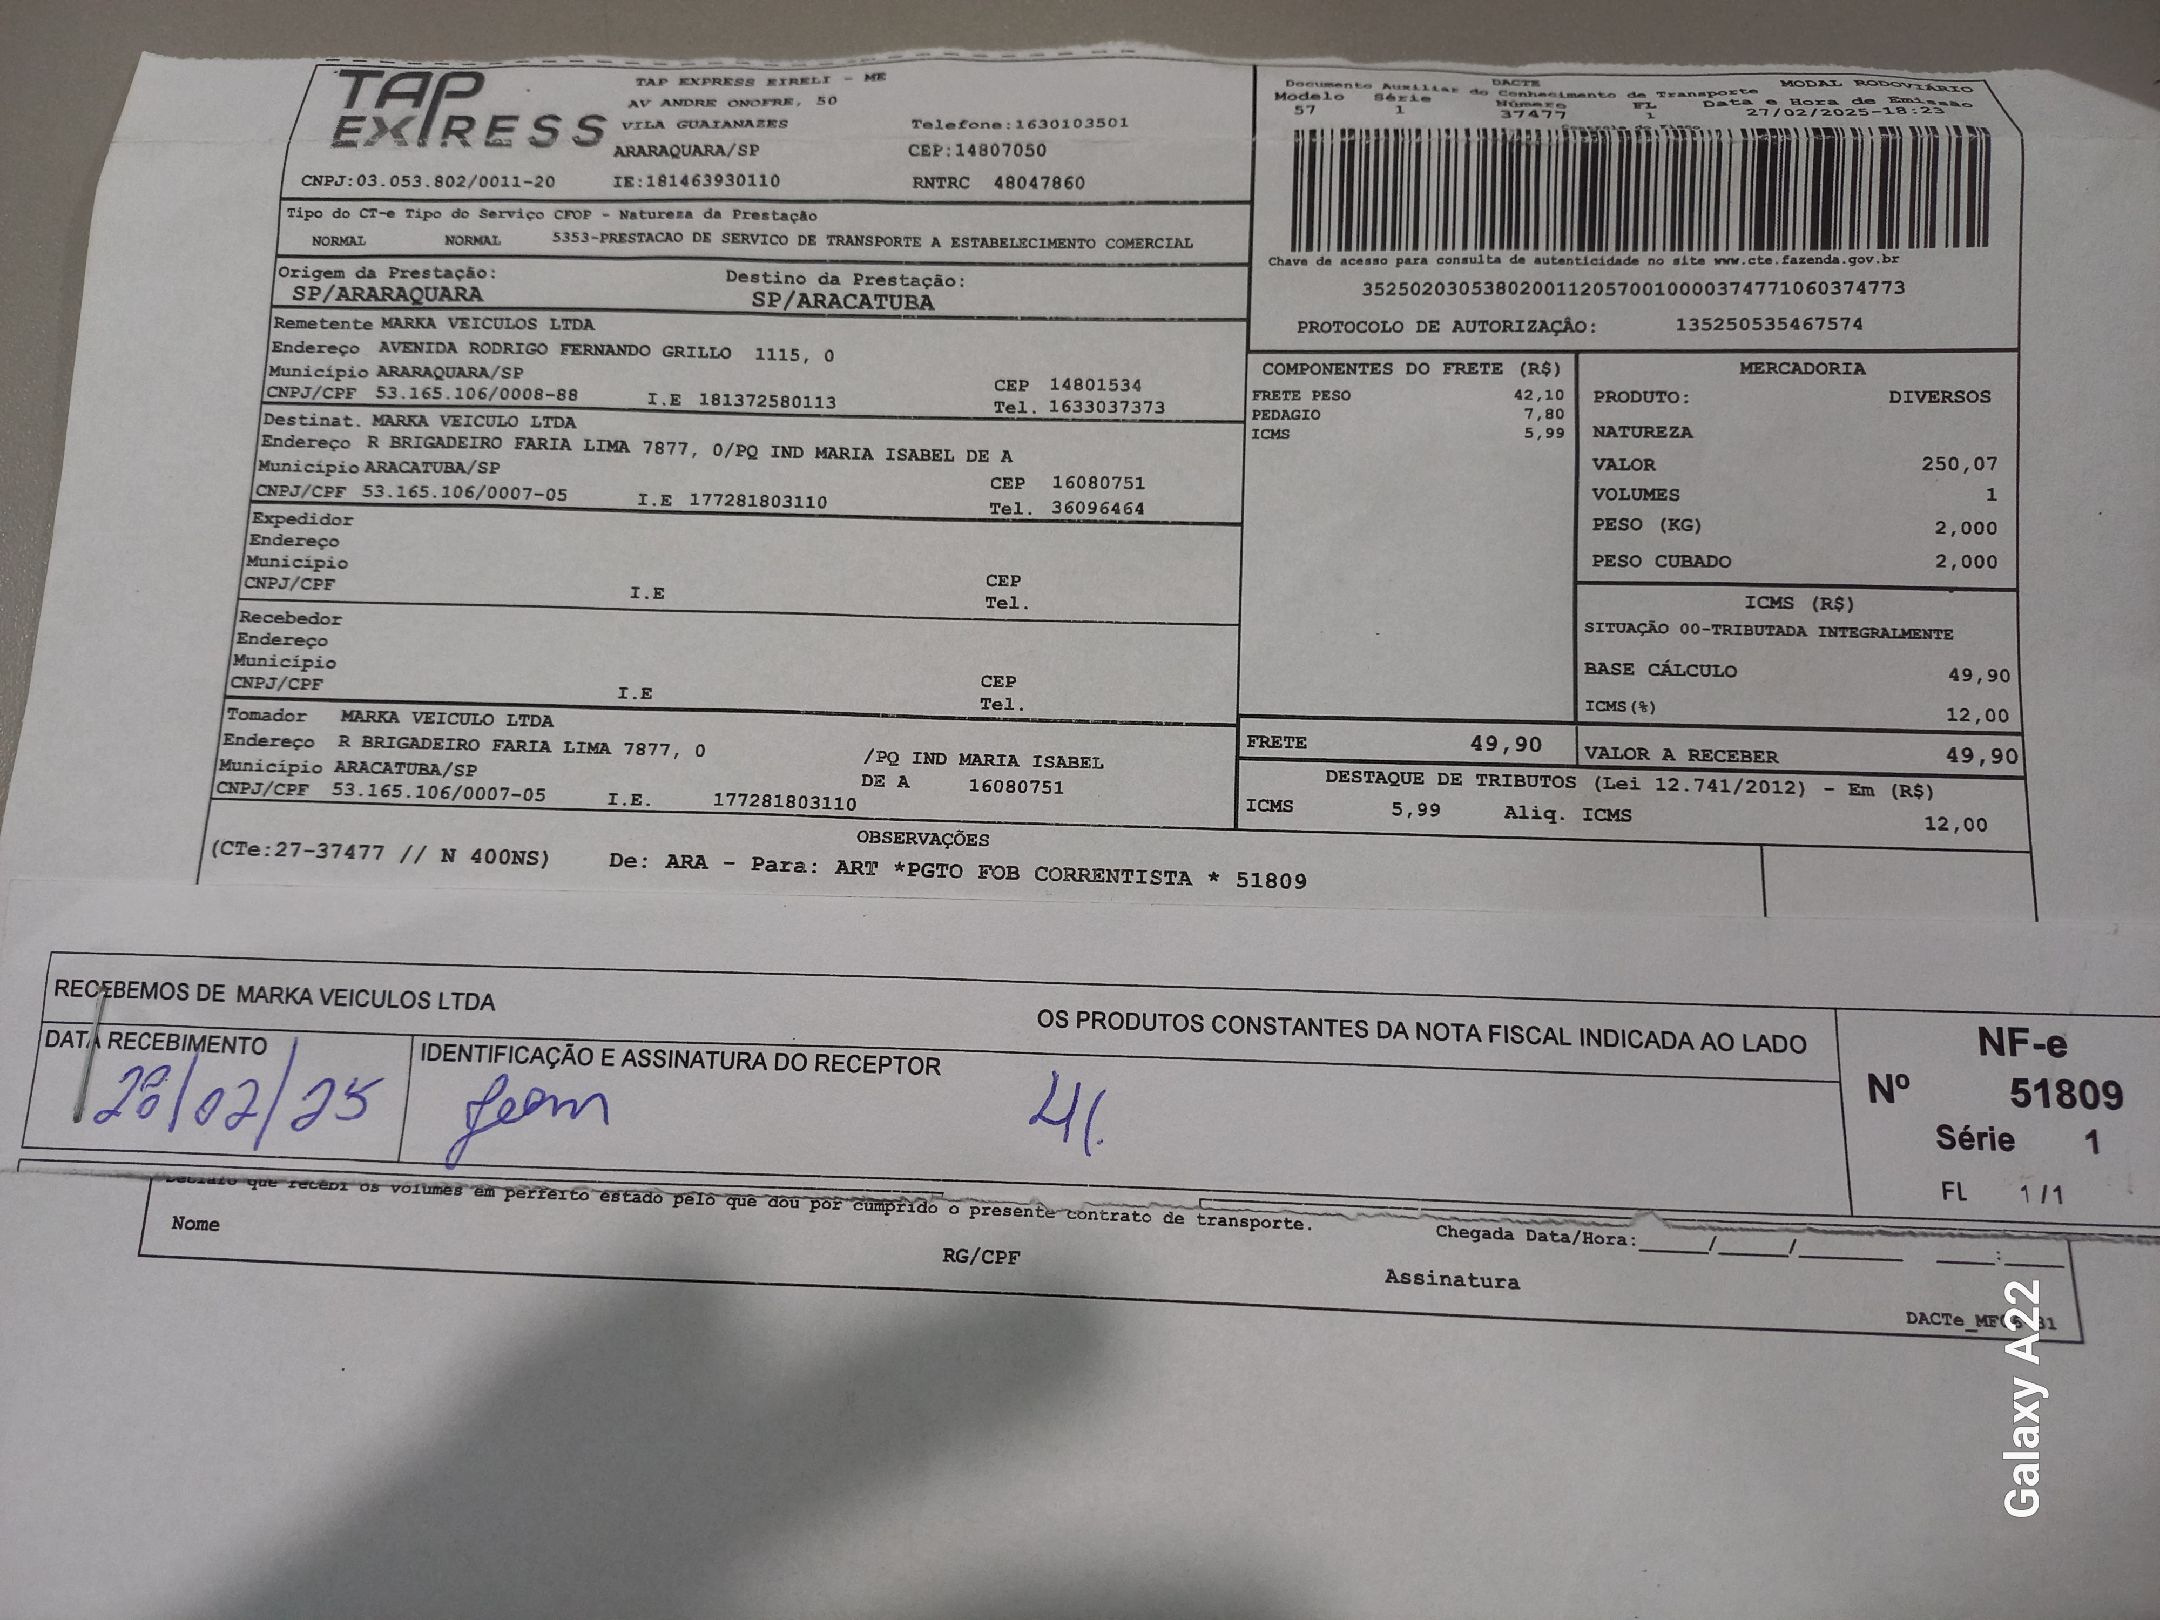 TAP EXPRESS
TAP EXPRESS EIRELI - ME
AV ANDRE ONOFRE, 50
VILA GUAIANAZES Telefone:1630103501
ARARAQUARA/SP CEP:14807050
CNPJ:03.053.802/0011-20 IE:181463930110 RNTRC 48047860
DACTE MODAL RODOVIÁRIO
Documento Auxiliar do Conhecimento de Transporte
Modelo Série Número FL Data e Hora de Emissão
57 1 37477 1 27/02/2025-18:23
Controle do Fisco
Chave de acesso para consulta de autenticidade no site www.cte.fazenda.gov.br
35250203053802001120570010000374771060374773
PROTOCOLO DE AUTORIZAÇÂO: 135250535467574
Tipo do CT-e Tipo do Serviço CFOP - Natureza da Prestação
NORMAL NORMAL 5353-PRESTACAO DE SERVICO DE TRANSPORTE A ESTABELECIMENTO COMERCIAL
Origem da Prestação: Destino da Prestação:
SP/ARARAQUARA SP/ARACATUBA
Remetente MARKA VEICULOS LTDA
Endereço AVENIDA RODRIGO FERNANDO GRILLO 1115, 0
Município ARARAQUARA/SP CEP 14801534
CNPJ/CPF 53.165.106/0008-88 I.E 181372580113 Tel. 1633037373
Destinat. MARKA VEICULO LTDA
Endereço R BRIGADEIRO FARIA LIMA 7877, 0/PQ IND MARIA ISABEL DE A
Município ARACATUBA/SP CEP 16080751
CNPJ/CPF 53.165.106/0007-05 I.E 177281803110 Tel. 36096464
Expedidor
Endereço
Município
CNPJ/CPF I.E CEP
Tel.
Recebedor
Endereço
Município
CNPJ/CPF I.E CEP
Tel.
Tomador MARKA VEICULO LTDA
Endereço R BRIGADEIRO FARIA LIMA 7877, 0 /PQ IND MARIA ISABEL
Município ARACATUBA/SP DE A 16080751
CNPJ/CPF 53.165.106/0007-05 I.E. 177281803110
COMPONENTES DO FRETE (R$)
FRETE PESO 42,10
PEDAGIO 7,80
ICMS 5,99
MERCADORIA
PRODUTO: DIVERSOS
NATUREZA
VALOR 250,07
VOLUMES 1
PESO (KG) 2,000
PESO CUBADO 2,000
ICMS (R$)
SITUAÇÃO 00-TRIBUTADA INTEGRALMENTE
BASE CÁLCULO 49,90
ICMS(%) 12,00
FRETE 49,90 VALOR A RECEBER 49,90
DESTAQUE DE TRIBUTOS (Lei 12.741/2012) - Em (R$)
ICMS 5,99 Aliq. ICMS 12,00
OBSERVAÇÕES
(CTe:27-37477 // N 400NS) De: ARA - Para: ART *PGTO FOB CORRENTISTA * 51809
RECEBEMOS DE MARKA VEICULOS LTDA OS PRODUTOS CONSTANTES DA NOTA FISCAL INDICADA AO LADO
DATA RECEBIMENTO IDENTIFICAÇÃO E ASSINATURA DO RECEPTOR
28/02/25
NF-e
Nº 51809
Série 1
FL 1/1
Declaro que recebi os volumes em perfeito estado pelo que dou por cumprido o presente contrato de transporte.
Nome RG/CPF Assinatura
Chegada Data/Hora:_____/_____/_______ ____:____
Galaxy A22